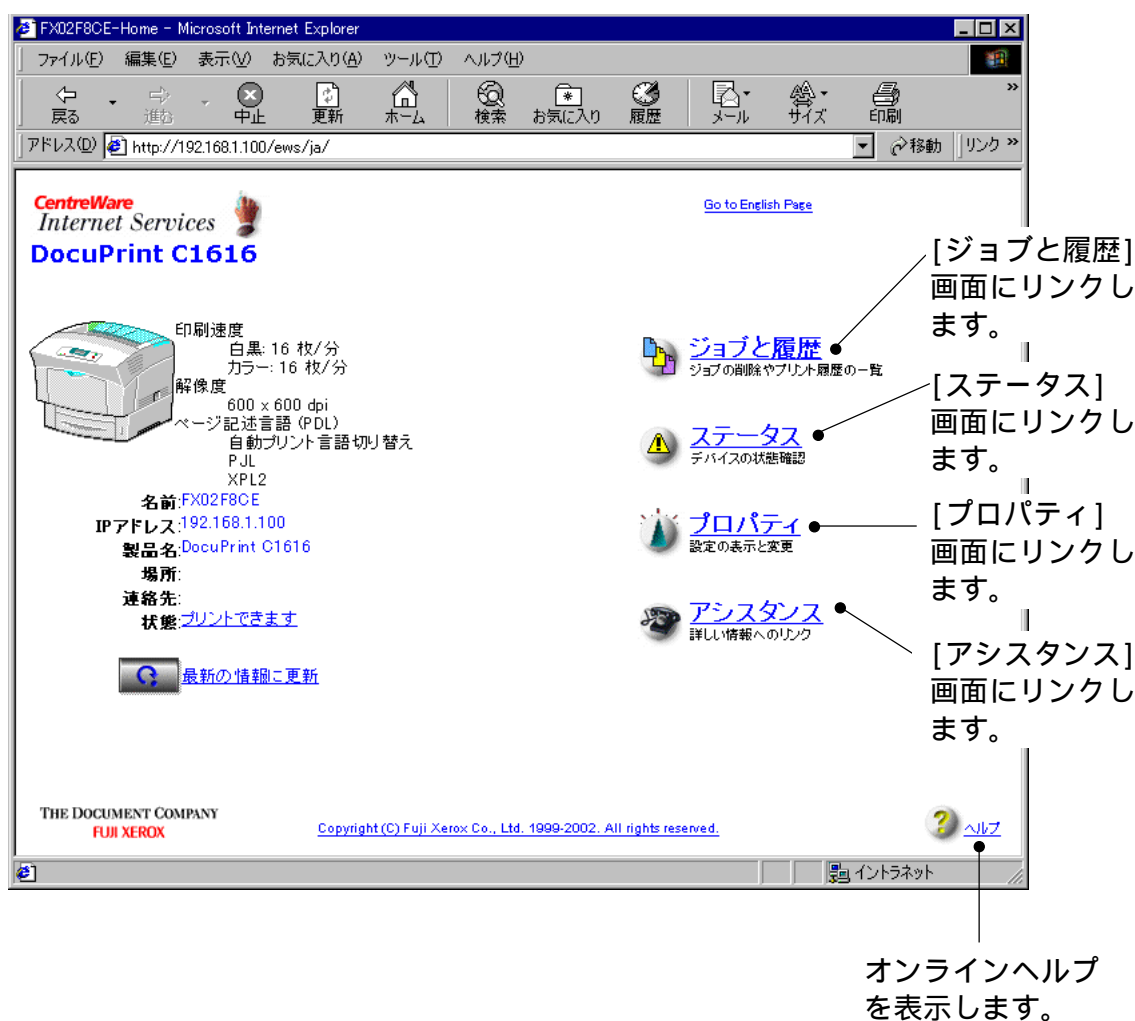 FX02F8CE-Home - Microsoft Internet Explorer
ファイル(F) 編集(E) 表示(V) お気に入り(A) ツール(T) ヘルプ(H)
戻る 進む 中止 更新 ホーム 検索 お気に入り 履歴 メール サイズ 印刷 »
アドレス(D) http://192.168.1.100/ews/ja/ 移動 リンク »
CentreWare
Internet Services
DocuPrint C1616
Go to English Page
印刷速度
白黒: 16 枚/分
カラー: 16 枚/分
解像度
600 x 600 dpi
ページ記述言語 (PDL)
自動プリント言語切り替え
PJL
XPL2
名前:FX02F8CE
IPアドレス:192.168.1.100
製品名:DocuPrint C1616
場所:
連絡先:
状態:プリントできます
最新の情報に更新
ジョブと履歴
ジョブの削除やプリント履歴の一覧
ステータス
デバイスの状態確認
プロパティ
設定の表示と変更
アシスタンス
詳しい情報へのリンク
[ジョブと履歴]
画面にリンクし
ます。
[ステータス]
画面にリンクし
ます。
[プロパティ]
画面にリンクし
ます。
[アシスタンス]
画面にリンクし
ます。
THE DOCUMENT COMPANY
FUJI XEROX
Copyright (C) Fuji Xerox Co., Ltd. 1999-2002. All rights reserved.
? ヘルプ
イントラネット
オンラインヘルプ
を表示します。